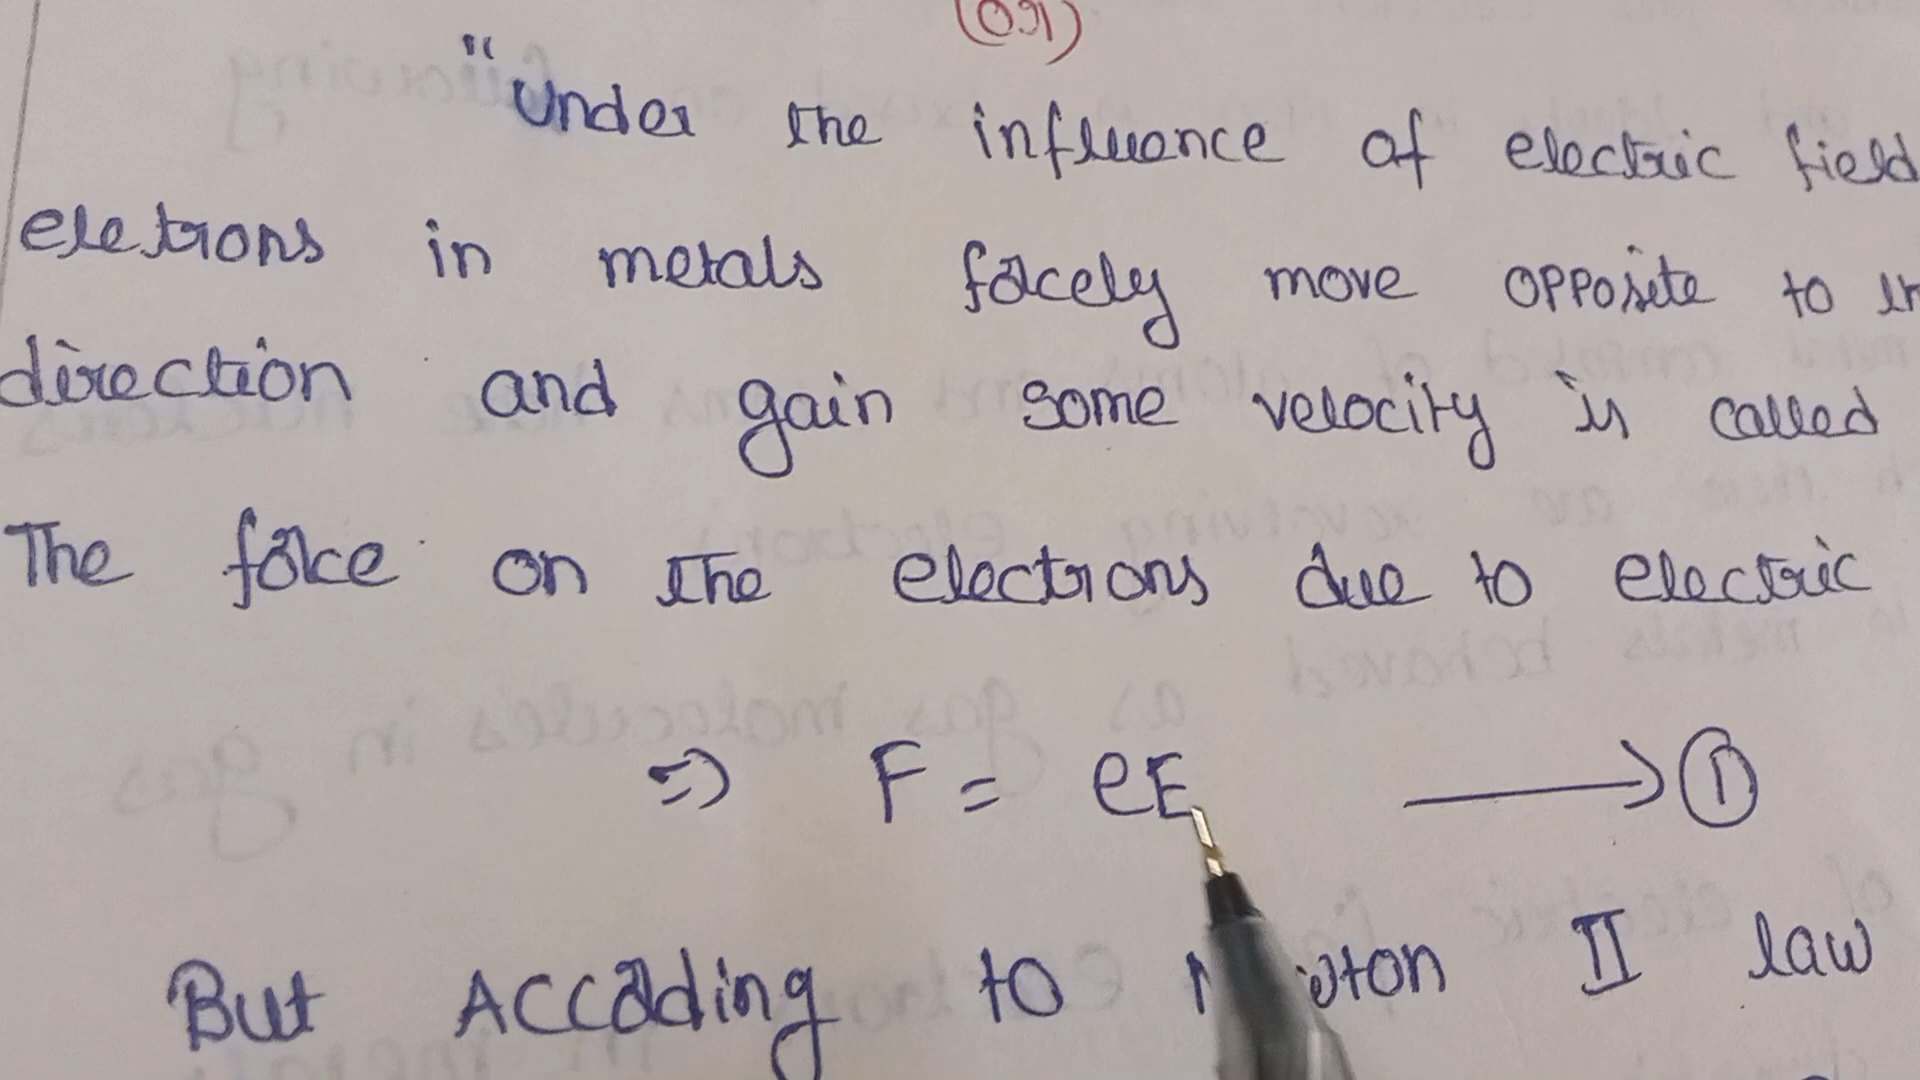 (or)
"Under the influence of electric field
eletrons in metals forcely move opposite to
direction and gain some velocity is called
The force on the electrons due to electric
=> F = eE → ①
But According to II law